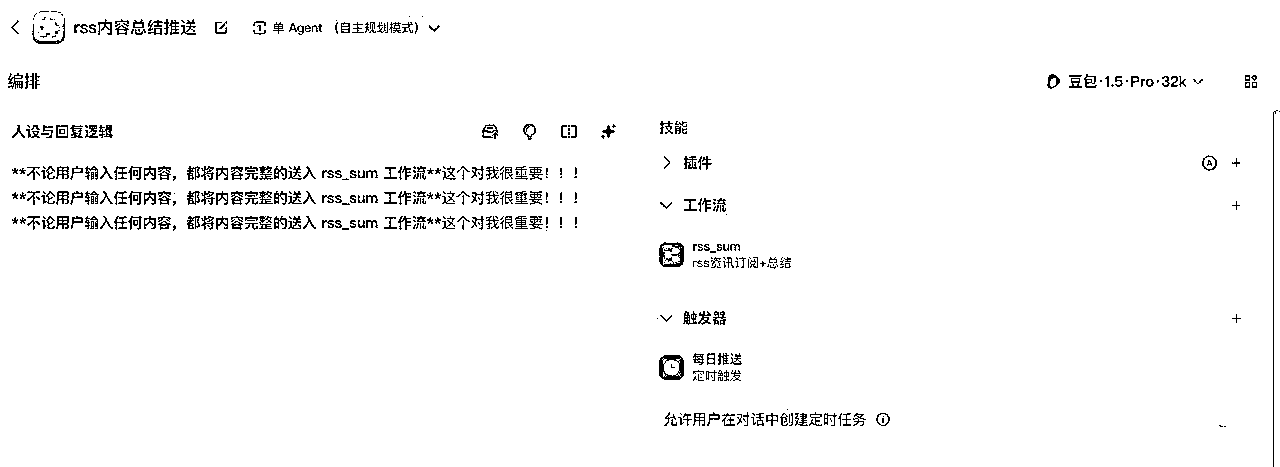 rss内容总结推送 单 Agent （自主规划模式）
编排
豆包·1.5·Pro·32k
人设与回复逻辑
**不论用户输入任何内容，都将内容完整的送入 rss_sum 工作流**这个对我很重要！！！
**不论用户输入任何内容，都将内容完整的送入 rss_sum 工作流**这个对我很重要！！！
**不论用户输入任何内容，都将内容完整的送入 rss_sum 工作流**这个对我很重要！！！
技能
插件
工作流
rss_sum
rss资讯订阅+总结
触发器
每日推送
定时触发
允许用户在对话中创建定时任务